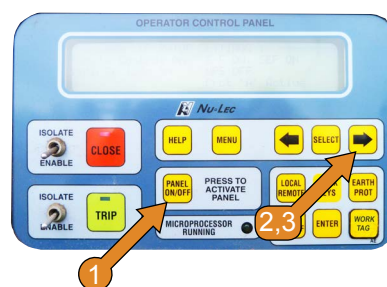 OPERATOR CONTROL PANEL
NU-LEC
ISOLATE
ENABLE
CLOSE
HELP
MENU
SELECT
ISOLATE
TRIP
PANEL
ON/OFF
PRESS TO
ACTIVATE
PANEL
MICROPROCESSOR
RUNNING
LOCAL
REMOTE
EARTH
PROT
ENTER
WORK
TAG
1
2,3